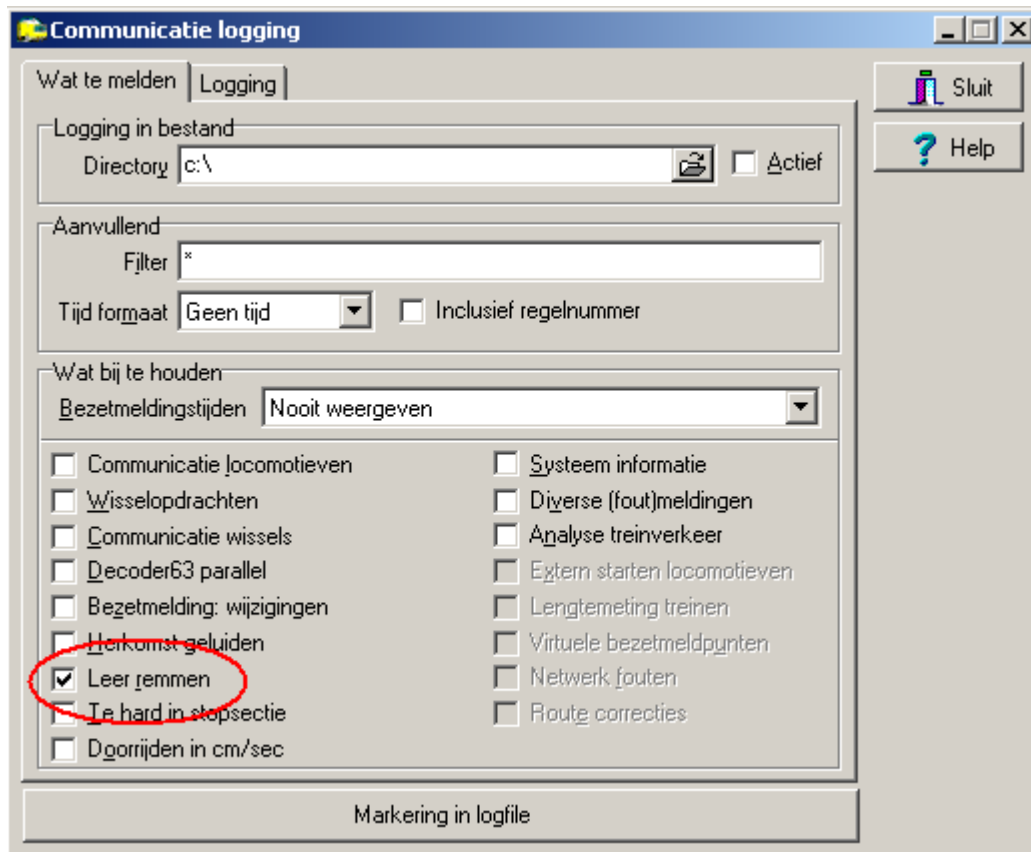 Communicatie logging
Wat te melden Logging
Sluit
Help
Logging in bestand
Directory c:\ Actief
Aanvullend
Filter *
Tijd formaat Geen tijd Inclusief regelnummer
Wat bij te houden
Bezetmeldingstijden Nooit weergeven
Communicatie locomotieven
Wisselopdrachten
Communicatie wissels
Decoder63 parallel
Bezetmelding: wijzigingen
Herkomst geluiden
Leer remmen
Te hard in stopsectie
Doorrijden in cm/sec
Systeem informatie
Diverse (fout)meldingen
Analyse treinverkeer
Extern starten locomotieven
Lengtemeting treinen
Virtuele bezetmeldpunten
Netwerk fouten
Route correcties
Markering in logfile